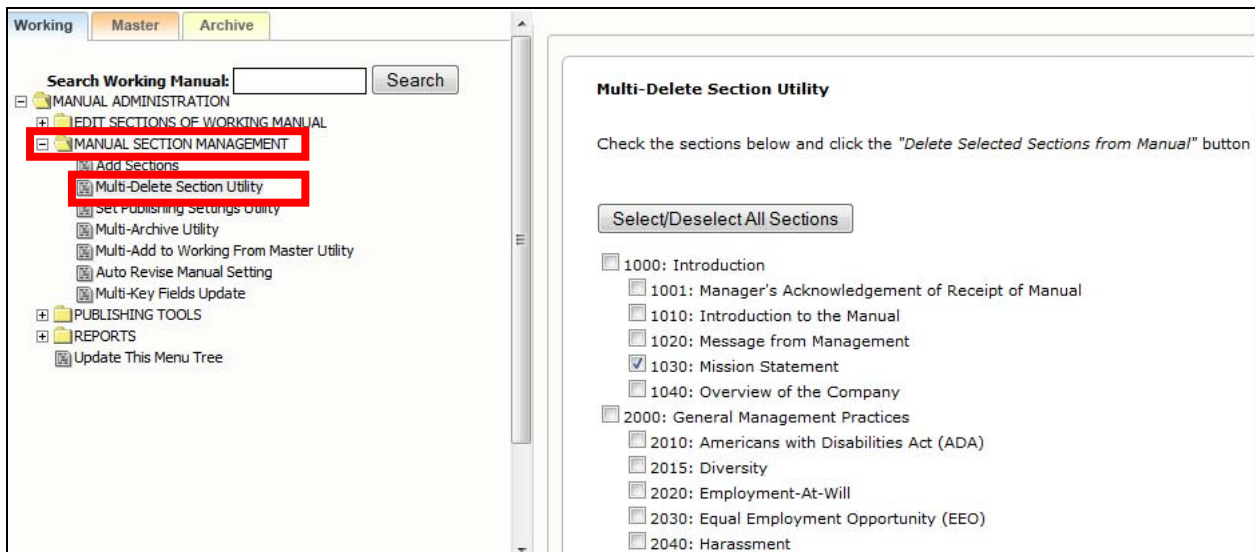 Working Master Archive
Search Working Manual: Search
MANUAL ADMINISTRATION
EDIT SECTIONS OF WORKING MANUAL
MANUAL SECTION MANAGEMENT
Add Sections
Multi-Delete Section Utility
Set Publishing Settings Utility
Multi-Archive Utility
Multi-Add to Working From Master Utility
Auto Revise Manual Setting
Multi-Key Fields Update
PUBLISHING TOOLS
REPORTS
Update This Menu Tree
Multi-Delete Section Utility
Check the sections below and click the "Delete Selected Sections from Manual" button
Select/Deselect All Sections
1000: Introduction
1001: Manager's Acknowledgement of Receipt of Manual
1010: Introduction to the Manual
1020: Message from Management
1030: Mission Statement
1040: Overview of the Company
2000: General Management Practices
2010: Americans with Disabilities Act (ADA)
2015: Diversity
2020: Employment-At-Will
2030: Equal Employment Opportunity (EEO)
2040: Harassment